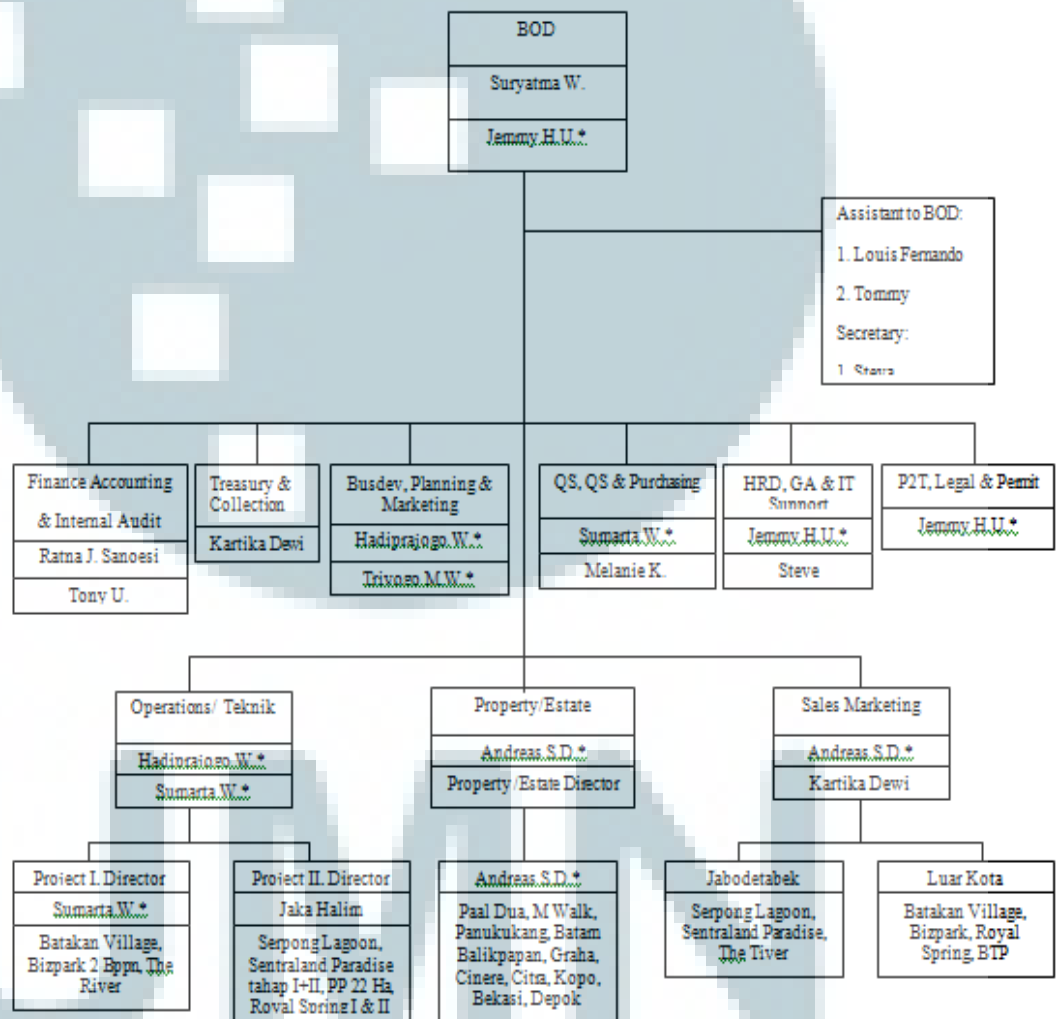 BOD
Suryatma W.
Jemmy H.U.*
Assistant to BOD:
1. Louis Fernando
2. Tommy
Secretary:
1.
Finance Accounting
& Internal Audit
Ratna J. Sanoesi
Tony U.
Treasury &
Collection
Kartika Dewi
Busdev, Planning &
Marketing
Hadiprajogo.W.*
Triyogo M.W.*
QS, QS & Purchasing
Sumarta.W.*
Melanie K.
HRD, GA & IT
Support
Jemmy.H.U.*
Steve
P2T, Legal & Permit
Jemmy.H.U.*
Operations/ Teknik
Hadiprajogo.W.*
Sumarta.W.*
Property/Estate
Andreas.S.D.*
Property /Estate Director
Sales Marketing
Andreas.S.D.*
Kartika Dewi
Project I. Director
Sumarta.W.*
Batakan Village,
Bizpark 2 Bppn, The
River
Project II. Director
Jaka Halim
Serpong Lagoon,
Sentraland Paradise
tahap I+II, PP 22 Ha,
Royal Spring I & II
Andreas.S.D.*
Paal Dua, M Walk,
Panukukang, Batam
Balikpapan, Graha,
Cinere, Citra, Kopo,
Bekasi, Depok
Jabodetabek
Serpong Lagoon,
Sentraland Paradise,
The Tiver
Luar Kota
Batakan Village,
Bizpark, Royal
Spring, BTP